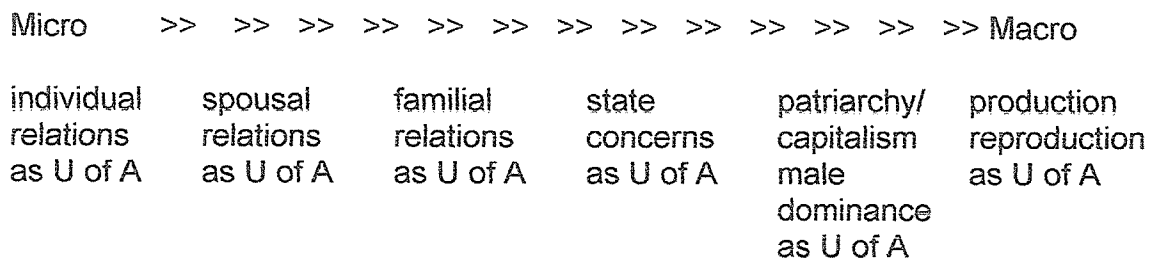 Micro >> >> >> >> >> >> >> >> >> >> >> >> >> Macro
individual spousal familial state patriarchy/ production
relations relations relations concerns capitalism reproduction
as U of A as U of A as U of A as U of A male as U of A
dominance
as U of A